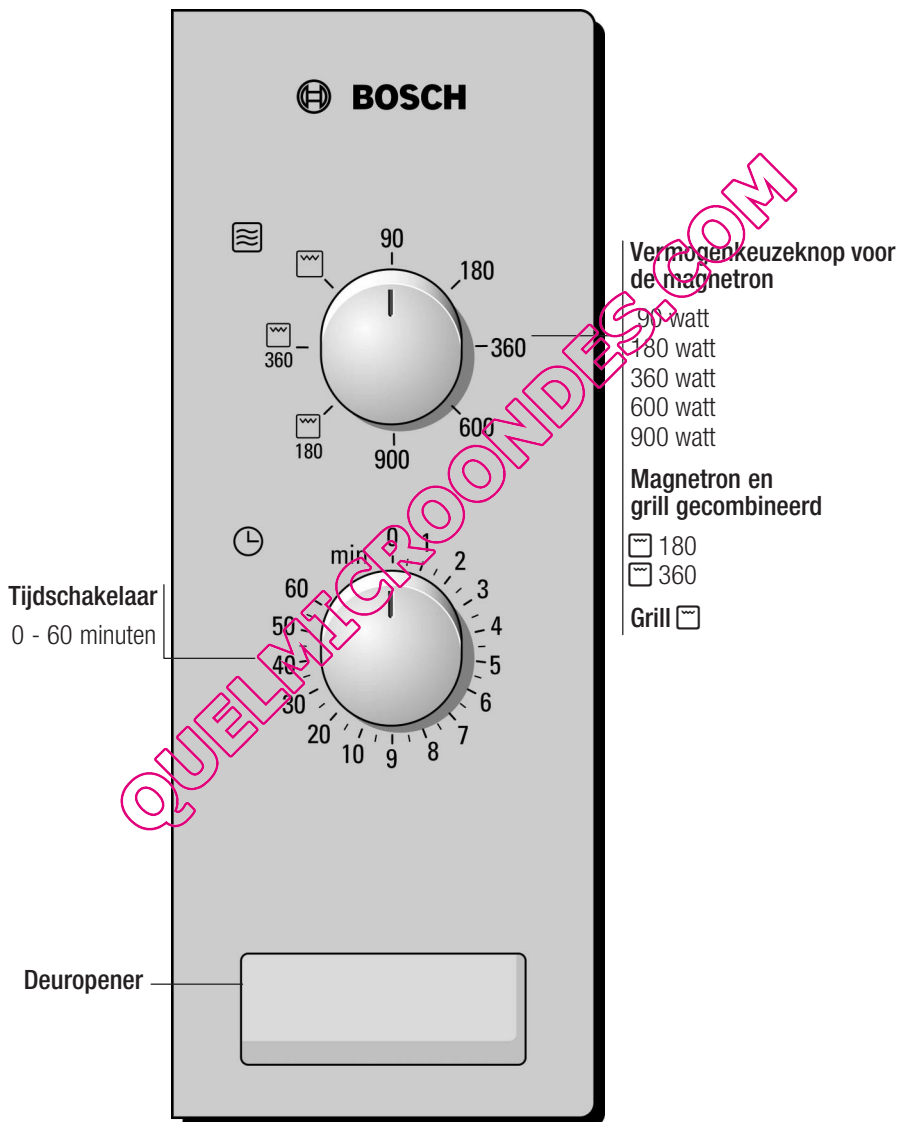 BOSCH
90
180
360
600
900
180
360
min
0
1
2
3
4
5
6
7
8
9
10
20
30
40
50
60
Vermogenkeuzeknop voor
de magnetron
90 watt
180 watt
360 watt
600 watt
900 watt
Magnetron en
grill gecombineerd
180
360
Grill
Tijdschakelaar
0 - 60 minuten
Deuropener
QUELMICROONDES.COM